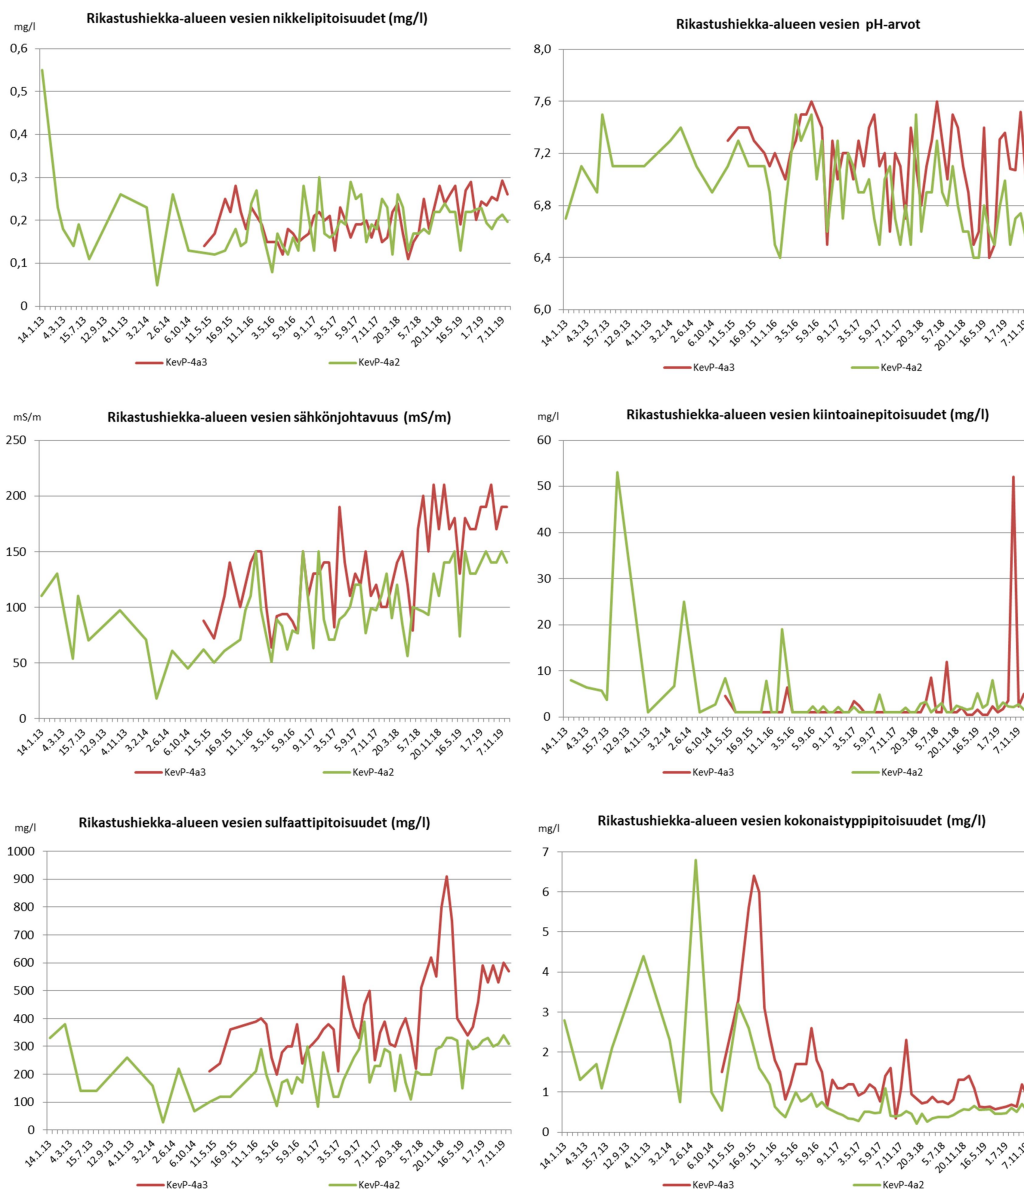 Rikastushiekka-alueen vesien nikkelipitoisuudet (mg/l)
mg/l
0,6
0,5
0,4
0,3
0,2
0,1
0
14.1.13 4.3.13 15.7.13 12.9.13 4.11.13 3.2.14 2.6.14 6.10.14 11.5.15 16.9.15 11.1.16 3.5.16 5.9.16 9.1.17 3.5.17 5.9.17 7.11.17 20.3.18 5.7.18 20.11.18 16.5.19 1.7.19 7.11.19
KevP-4a3 KevP-4a2
Rikastushiekka-alueen vesien pH-arvot
8,0
7,6
7,2
6,8
6,4
6,0
14.1.13 4.3.13 15.7.13 12.9.13 4.11.13 3.2.14 2.6.14 6.10.14 11.5.15 16.9.15 11.1.16 3.5.16 5.9.16 9.1.17 3.5.17 5.9.17 7.11.17 20.3.18 5.7.18 20.11.18 16.5.19 1.7.19 7.11.19
KevP-4a3 KevP-4a2
Rikastushiekka-alueen vesien sähkönjohtavuus (mS/m)
mS/m
250
200
150
100
50
0
14.1.13 4.3.13 15.7.13 12.9.13 4.11.13 3.2.14 2.6.14 6.10.14 11.5.15 16.9.15 11.1.16 3.5.16 5.9.16 9.1.17 3.5.17 5.9.17 7.11.17 20.3.18 5.7.18 20.11.18 16.5.19 1.7.19 7.11.19
KevP-4a3 KevP-4a2
Rikastushiekka-alueen vesien kiintoainepitoisuudet (mg/l)
mg/l
60
50
40
30
20
10
0
14.1.13 4.3.13 15.7.13 12.9.13 4.11.13 3.2.14 2.6.14 6.10.14 11.5.15 16.9.15 11.1.16 3.5.16 5.9.16 9.1.17 3.5.17 5.9.17 7.11.17 20.3.18 5.7.18 20.11.18 16.5.19 1.7.19 7.11.19
KevP-4a3 KevP-4a2
Rikastushiekka-alueen vesien sulfaattipitoisuudet (mg/l)
mg/l
1000
900
800
700
600
500
400
300
200
100
0
14.1.13 4.3.13 15.7.13 12.9.13 4.11.13 3.2.14 2.6.14 6.10.14 11.5.15 16.9.15 11.1.16 3.5.16 5.9.16 9.1.17 3.5.17 5.9.17 7.11.17 20.3.18 5.7.18 20.11.18 16.5.19 1.7.19 7.11.19
KevP-4a3 KevP-4a2
Rikastushiekka-alueen vesien kokonaistyppipitoisuudet (mg/l)
mg/l
7
6
5
4
3
2
1
0
14.1.13 4.3.13 15.7.13 12.9.13 4.11.13 3.2.14 2.6.14 6.10.14 11.5.15 16.9.15 11.1.16 3.5.16 5.9.16 9.1.17 3.5.17 5.9.17 7.11.17 20.3.18 5.7.18 20.11.18 16.5.19 1.7.19 7.11.19
KevP-4a3 KevP-4a2